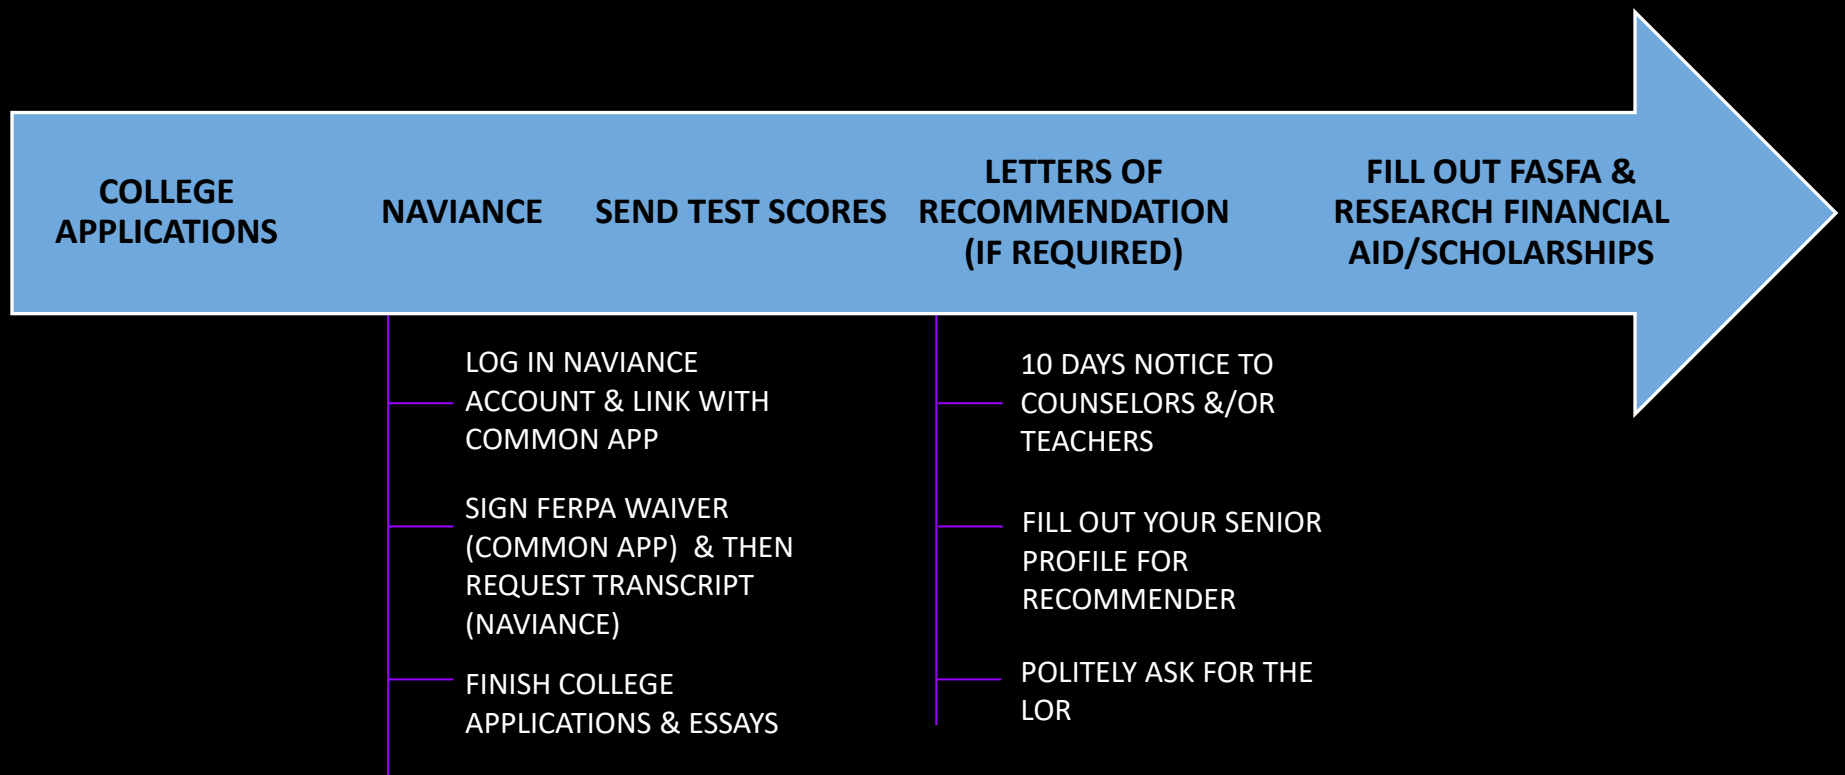 COLLEGE
APPLICATIONS
NAVIANCE
SEND TEST SCORES
LETTERS OF
RECOMMENDATION
(IF REQUIRED)
FILL OUT FASFA &
RESEARCH FINANCIAL
AID/SCHOLARSHIPS
LOG IN NAVIANCE
ACCOUNT & LINK WITH
COMMON APP
SIGN FERPA WAIVER
(COMMON APP)  & THEN
REQUEST TRANSCRIPT
(NAVIANCE)
FINISH COLLEGE
APPLICATIONS & ESSAYS
10 DAYS NOTICE TO
COUNSELORS &/OR
TEACHERS
FILL OUT YOUR SENIOR
PROFILE FOR
RECOMMENDER
POLITELY ASK FOR THE
LOR